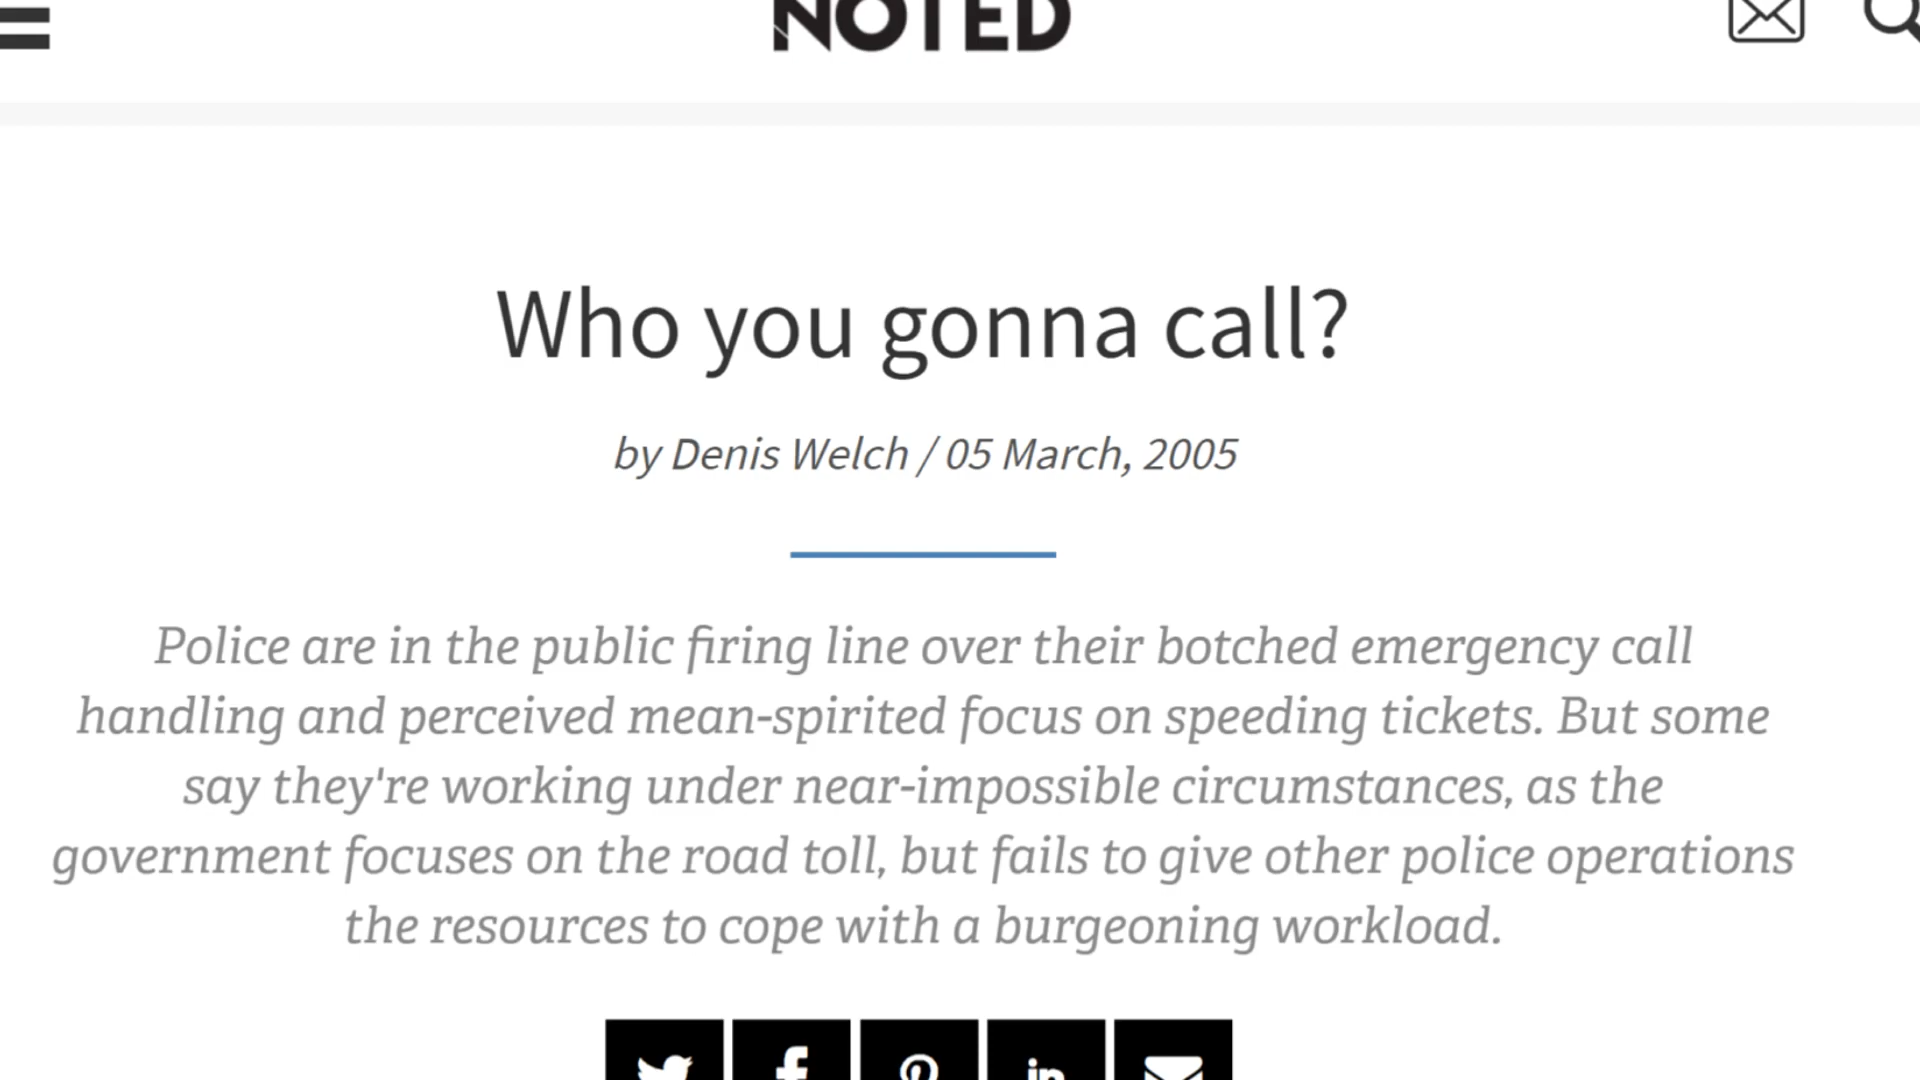 NOTED
Who you gonna call?
by Denis Welch / 05 March, 2005
Police are in the public firing line over their botched emergency call
handling and perceived mean-spirited focus on speeding tickets. But some
say they're working under near-impossible circumstances, as the
government focuses on the road toll, but fails to give other police operations
the resources to cope with a burgeoning workload.